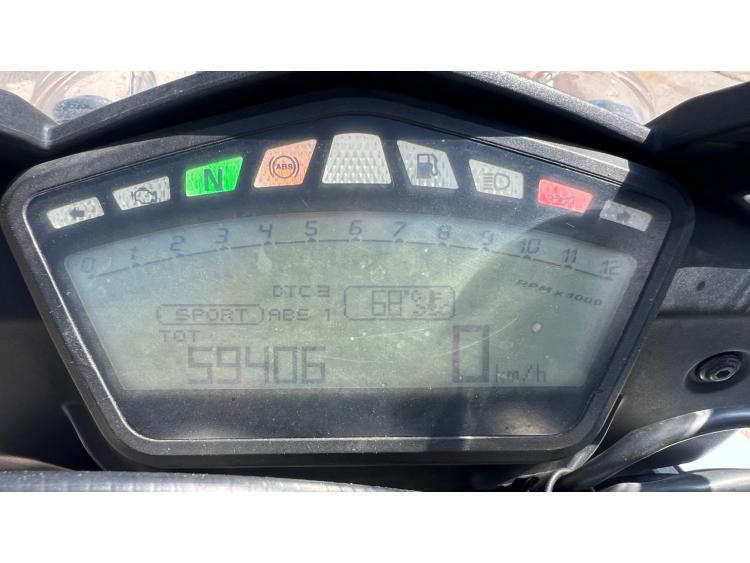 N ABS
0 1 2 3 4 5 6 7 8 9 10 11 12
RPM x 1000
DTC 3
SPORT ABS 1
TOT
59406 0 km/h